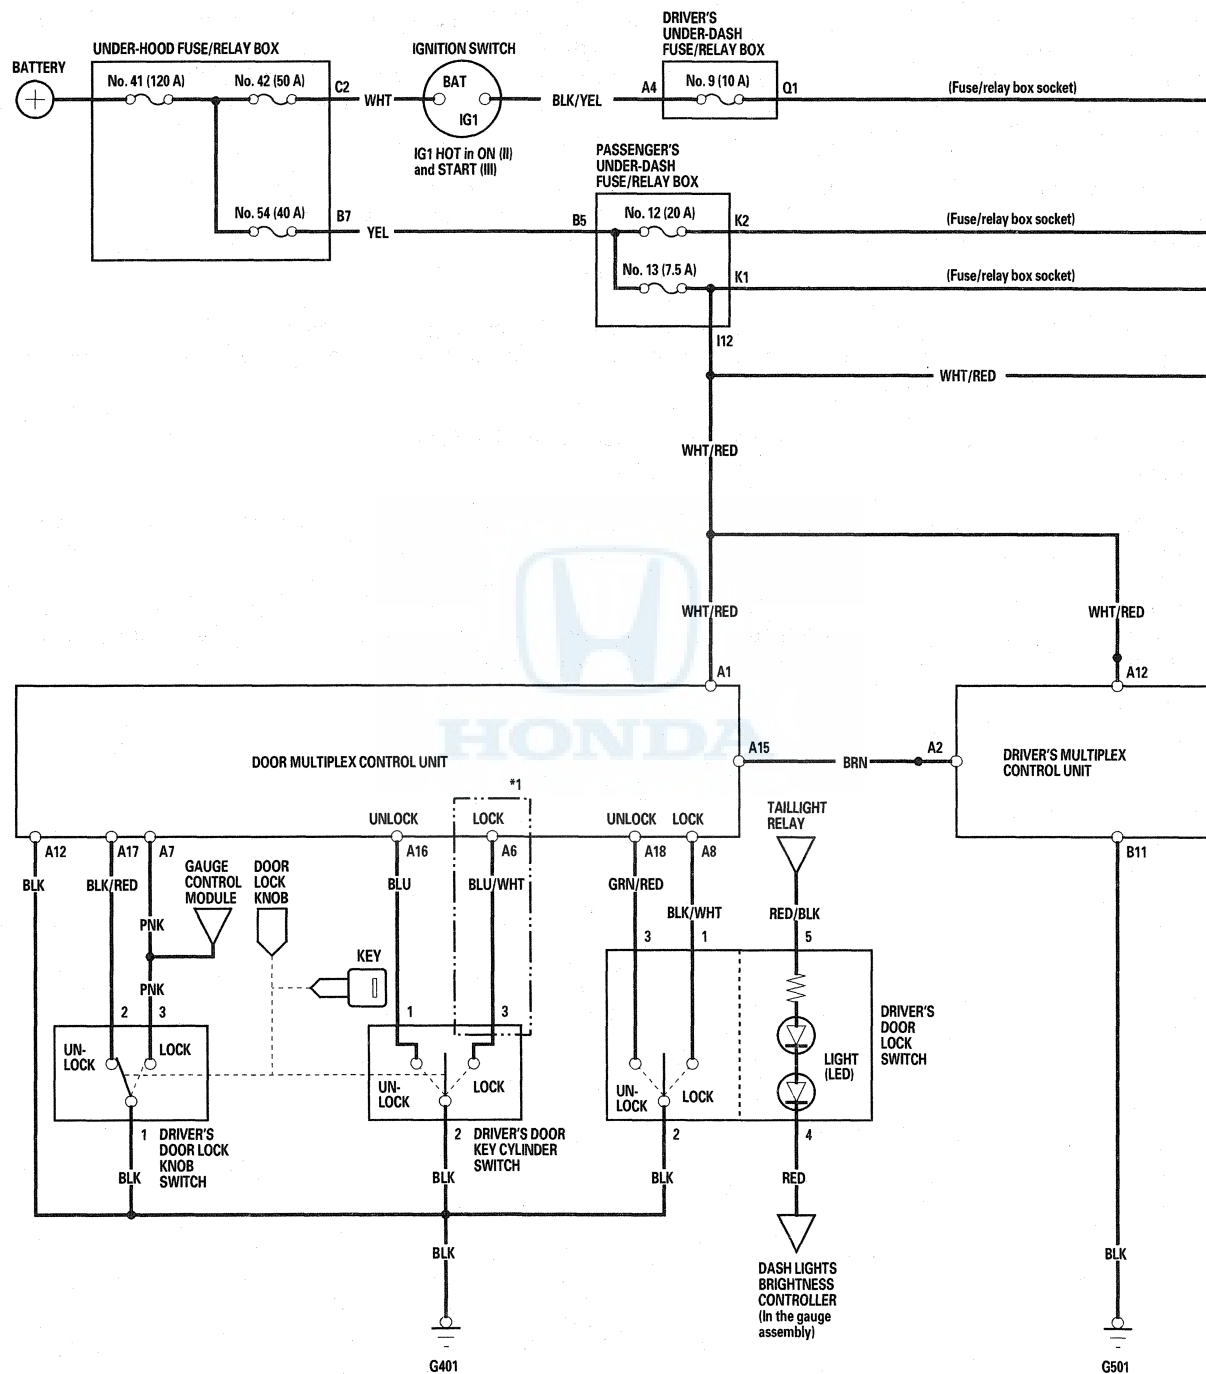 DRIVER'S
UNDER-DASH
FUSE/RELAY BOX
UNDER-HOOD FUSE/RELAY BOX
IGNITION SWITCH
BATTERY
No. 41 (120 A)
No. 42 (50 A)
C2
WHT
BAT
IG1
BLK/YEL
A4
No. 9 (10 A)
Q1
(Fuse/relay box socket)
IG1 HOT in ON (II)
and START (III)
PASSENGER'S
UNDER-DASH
FUSE/RELAY BOX
No. 54 (40 A)
B7
YEL
B5
No. 12 (20 A)
K2
(Fuse/relay box socket)
No. 13 (7.5 A)
K1
(Fuse/relay box socket)
I12
WHT/RED
WHT/RED
WHT/RED
WHT/RED
A1
A12
HONDA
DOOR MULTIPLEX CONTROL UNIT
A15
BRN
A2
DRIVER'S MULTIPLEX
CONTROL UNIT
*1
UNLOCK
LOCK
UNLOCK
LOCK
TAILLIGHT
RELAY
A12
A17
A7
A16
A6
A18
A8
B11
BLK
BLK/RED
GAUGE
CONTROL
MODULE
DOOR
LOCK
KNOB
BLU
BLU/WHT
GRN/RED
BLK/WHT
RED/BLK
PNK
3
1
5
KEY
PNK
2
3
1
3
UN-
LOCK
LOCK
UN-
LOCK
LOCK
UN-
LOCK
LOCK
LIGHT
(LED)
DRIVER'S
DOOR
LOCK
SWITCH
1
DRIVER'S
DOOR LOCK
KNOB
SWITCH
2
DRIVER'S DOOR
KEY CYLINDER
SWITCH
2
4
BLK
BLK
BLK
RED
BLK
BLK
DASH LIGHTS
BRIGHTNESS
CONTROLLER
(In the gauge
assembly)
G401
G501